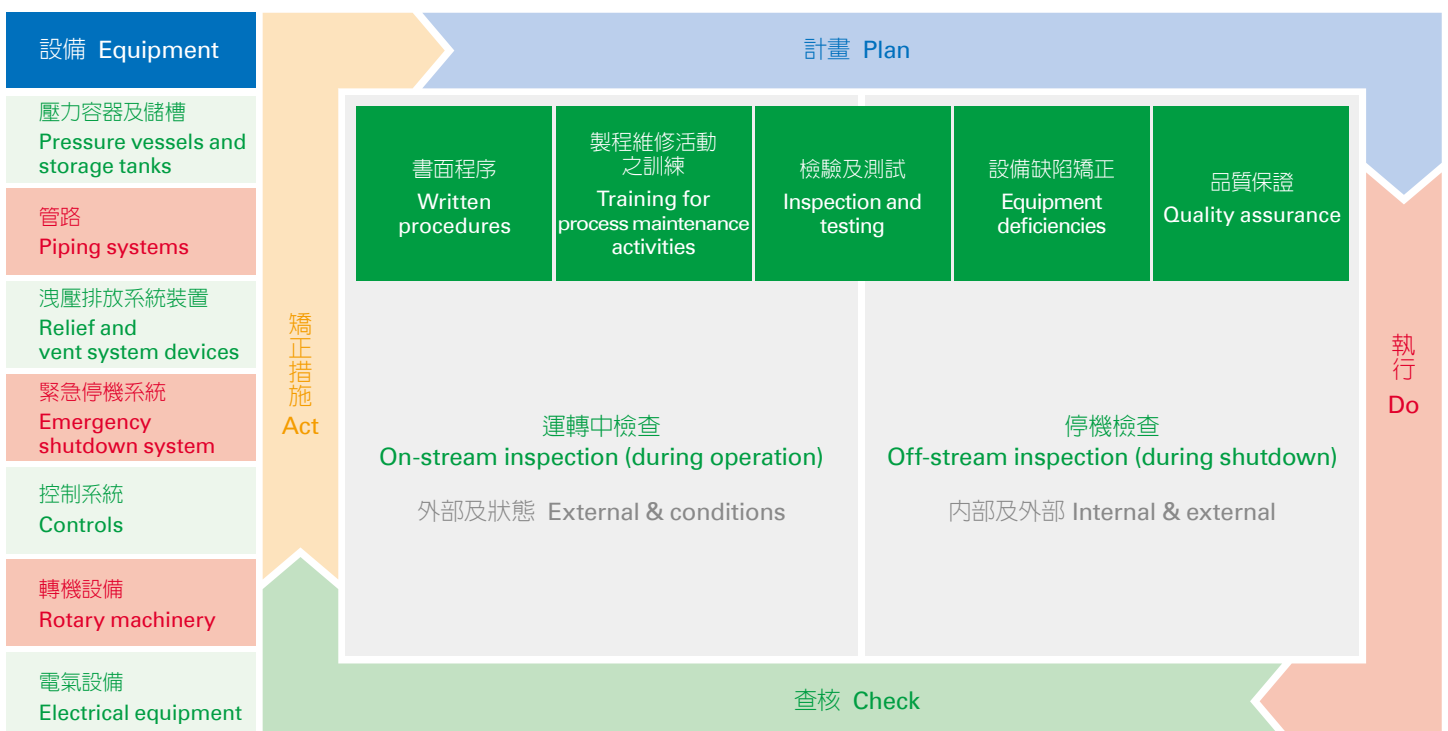 設備 Equipment
壓力容器及儲槽
Pressure vessels and
storage tanks
管路
Piping systems
洩壓排放系統裝置
Relief and
vent system devices
緊急停機系統
Emergency
shutdown system
控制系統
Controls
轉機設備
Rotary machinery
電氣設備
Electrical equipment
矯正措施
Act
計畫 Plan
書面程序
Written
procedures
製程維修活動
之訓練
Training for
process maintenance
activities
檢驗及測試
Inspection and
testing
設備缺陷矯正
Equipment
deficiencies
品質保證
Quality assurance
運轉中檢查
On-stream inspection (during operation)
外部及狀態 External & conditions
停機檢查
Off-stream inspection (during shutdown)
內部及外部 Internal & external
執行
Do
查核 Check